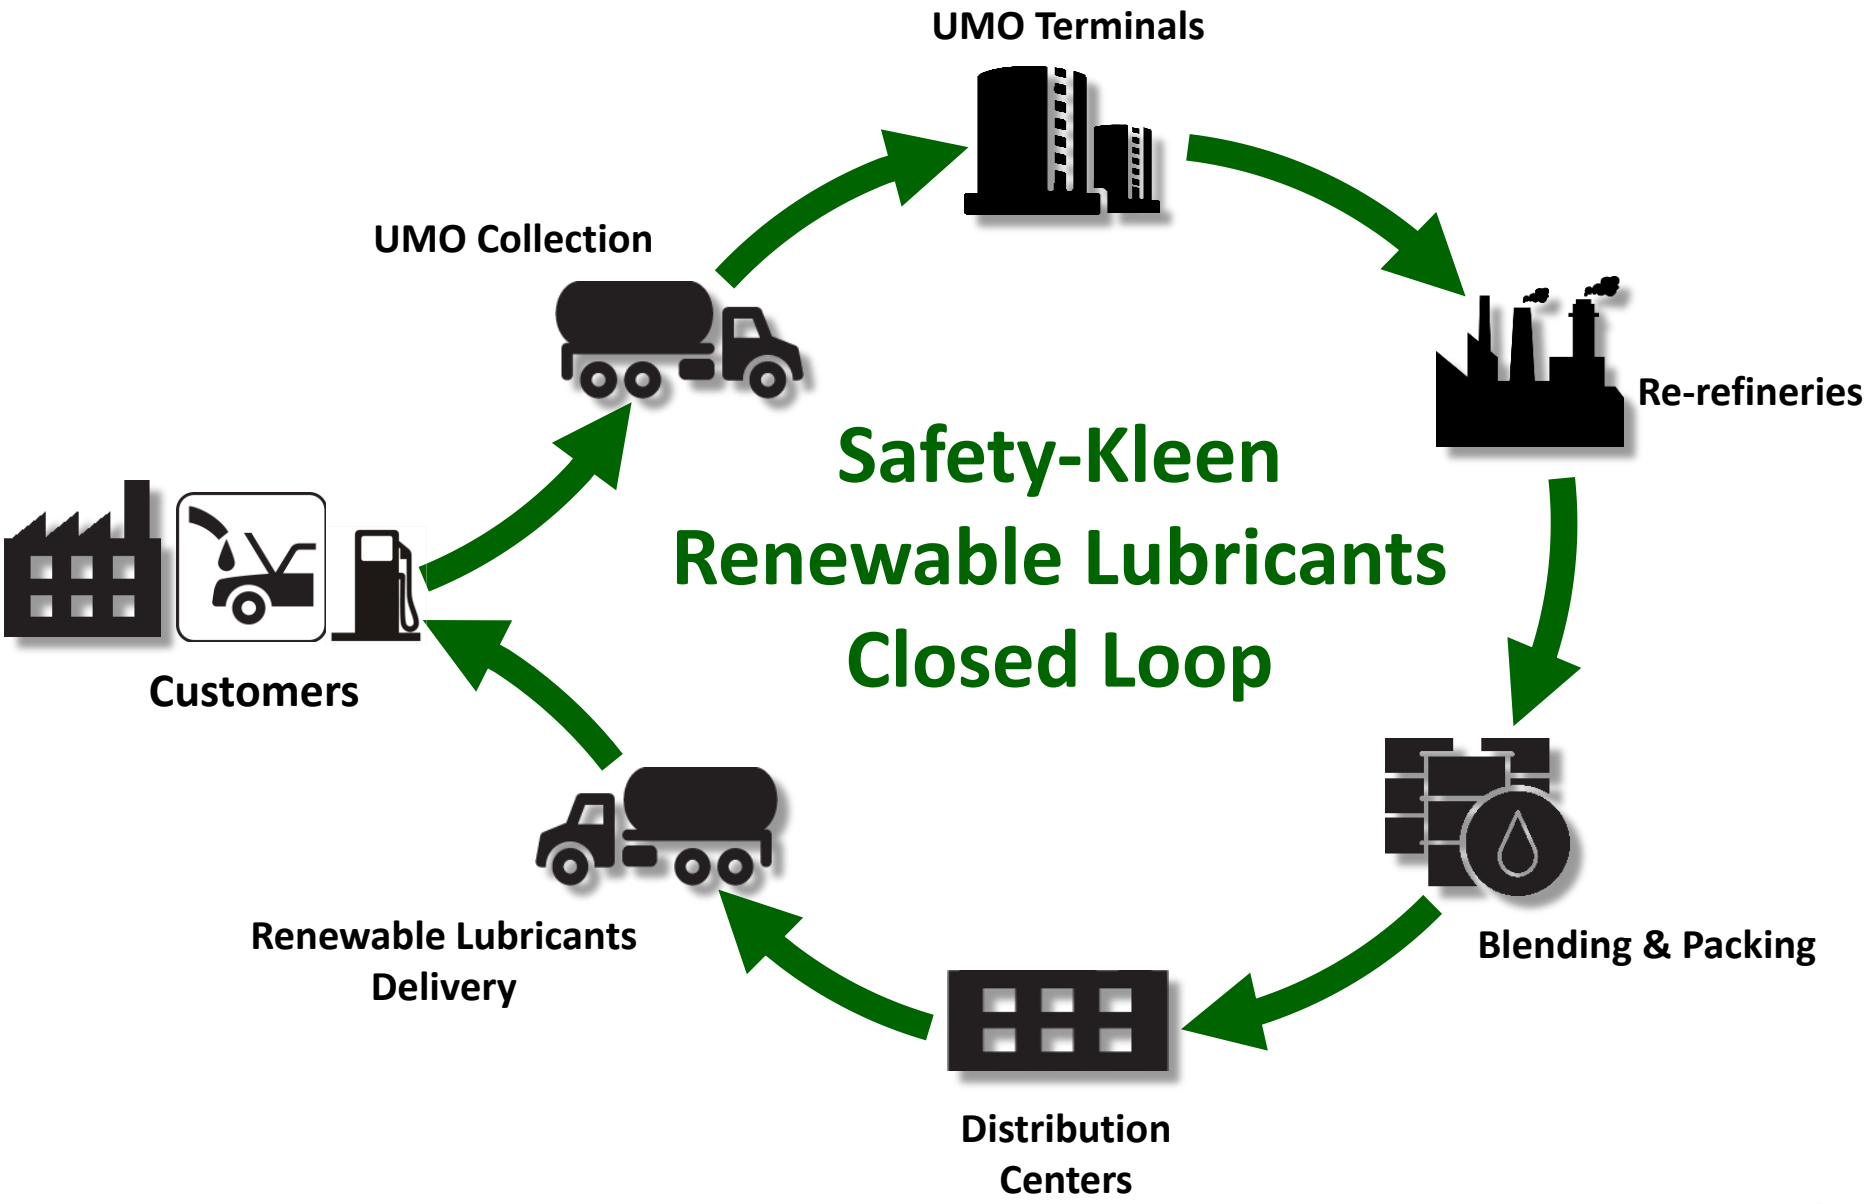 UMO Terminals
UMO Collection
Re-refineries
Safety-Kleen
Renewable Lubricants
Closed Loop
Customers
Renewable Lubricants
Delivery
Blending & Packing
Distribution
Centers